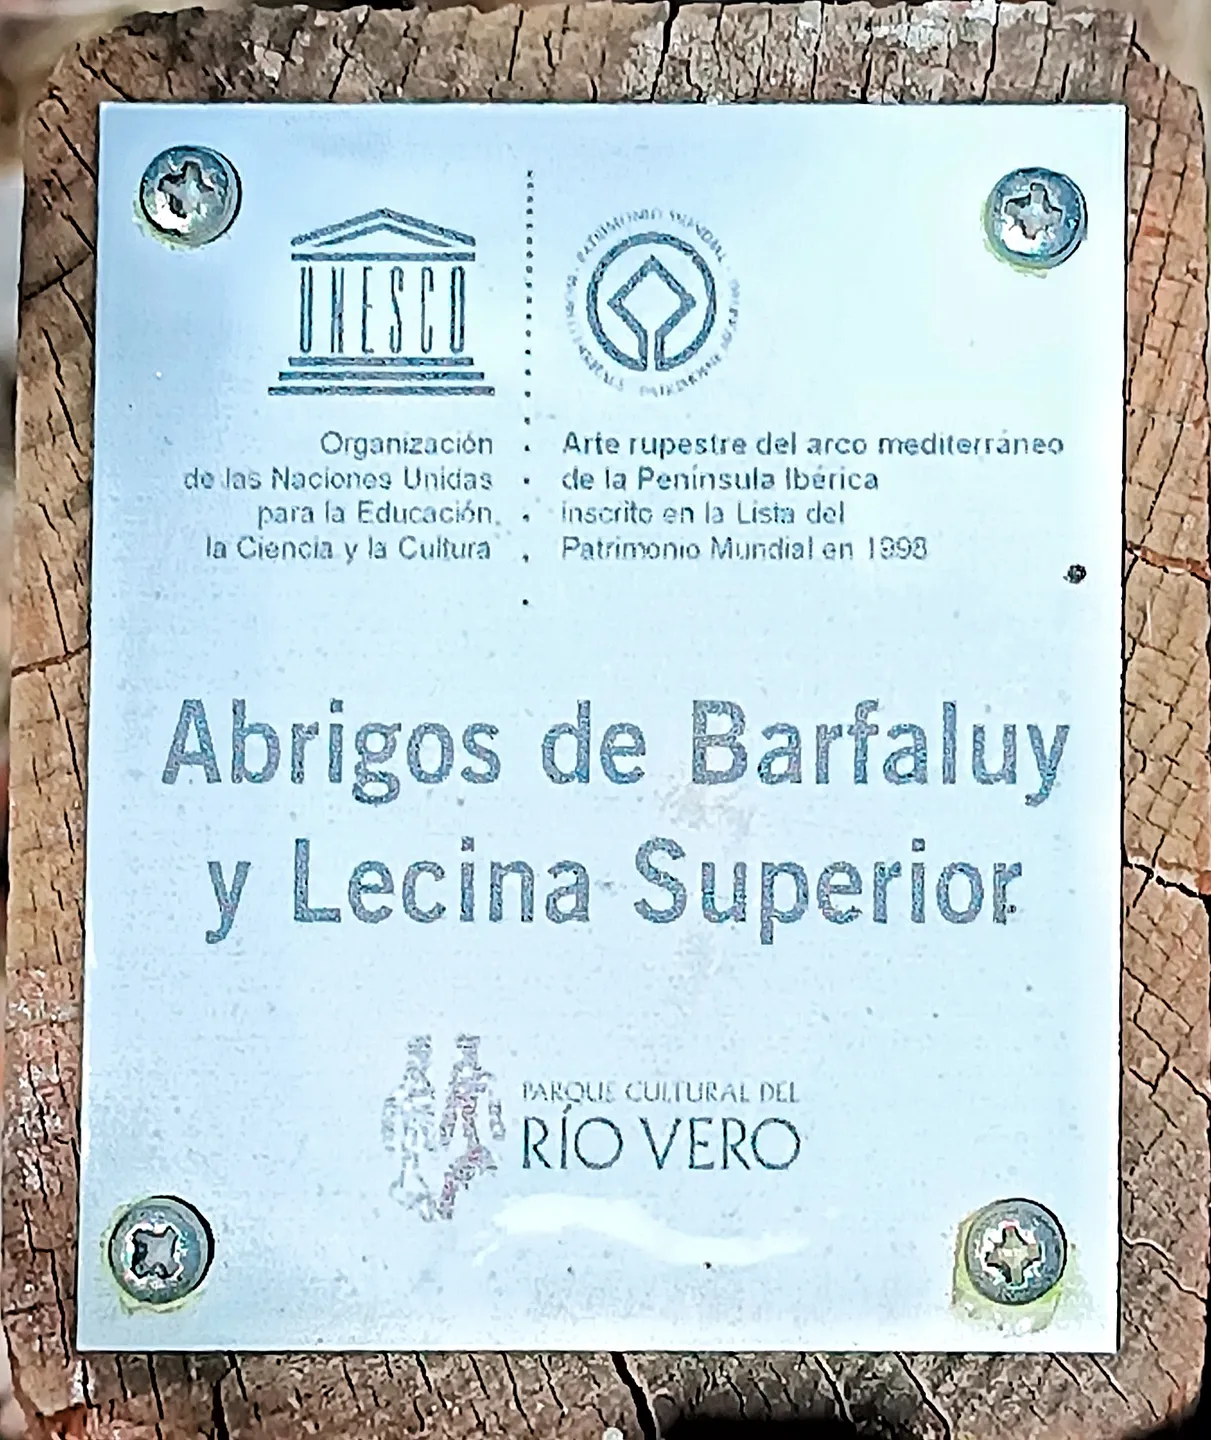 UNESCO
PATRIMONIO MUNDIAL
Organización
de las Naciones Unidas
para la Educación,
la Ciencia y la Cultura
Arte rupestre del arco mediterráneo
de la Península Ibérica
inscrito en la Lista del
Patrimonio Mundial en 1998
Abrigos de Barfaluy
y Lecina Superior
PARQUE CULTURAL DEL
RÍO VERO